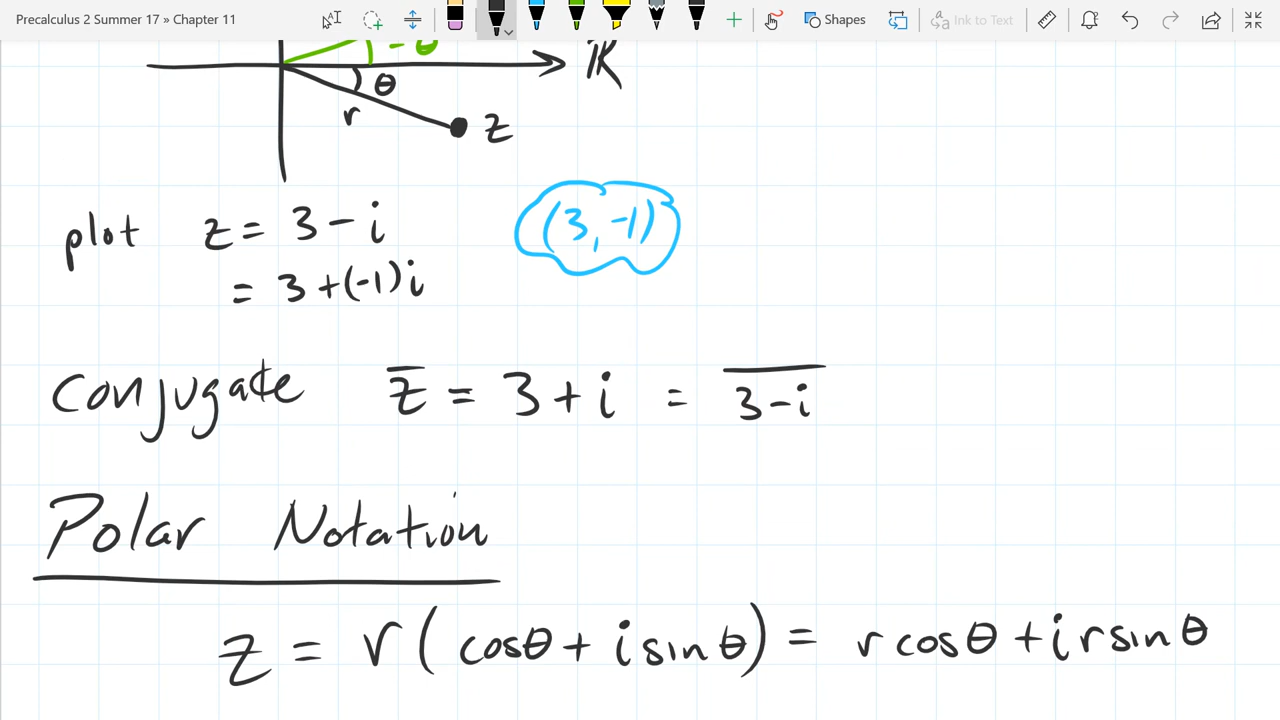 Precalculus 2 Summer 17 » Chapter 11
Shapes
Ink to Text
-θ
ℝ
θ
r
z
plot z = 3 - i
(3, -1)
= 3 + (-1)i
Conjugate z̅ = 3 + i = \overline{3 - i}
Polar Notation
z = r(cosθ + i sinθ) = r cosθ + i r sinθ